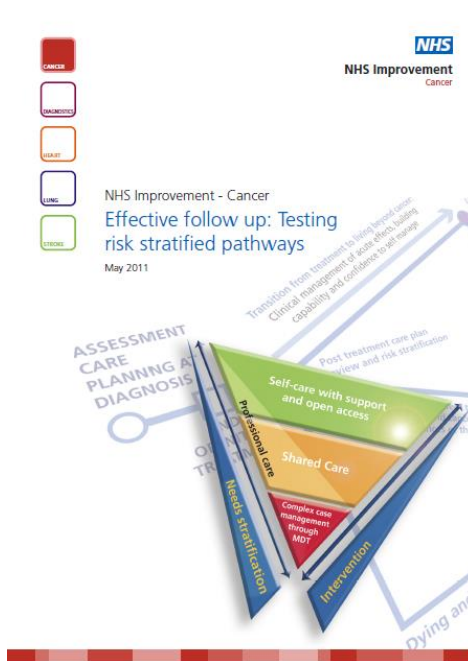 NHS
NHS Improvement
Cancer
CANCER
DIAGNOSTICS
HEART
LUNG
STROKE
NHS Improvement - Cancer
Effective follow up: Testing
risk stratified pathways
May 2011
Transition from treatment to living beyond cancer:
Clinical management of acute effects, building
capability and confidence to self manage
ASSESSMENT
CARE
PLANNNG AT
DIAGNOSIS
Post treatment care plan
review and risk stratification
Self-care with support
and open access
Professional care
Shared Care
Complex case
management
through
MDT
Needs stratification
Intervention
Dying and